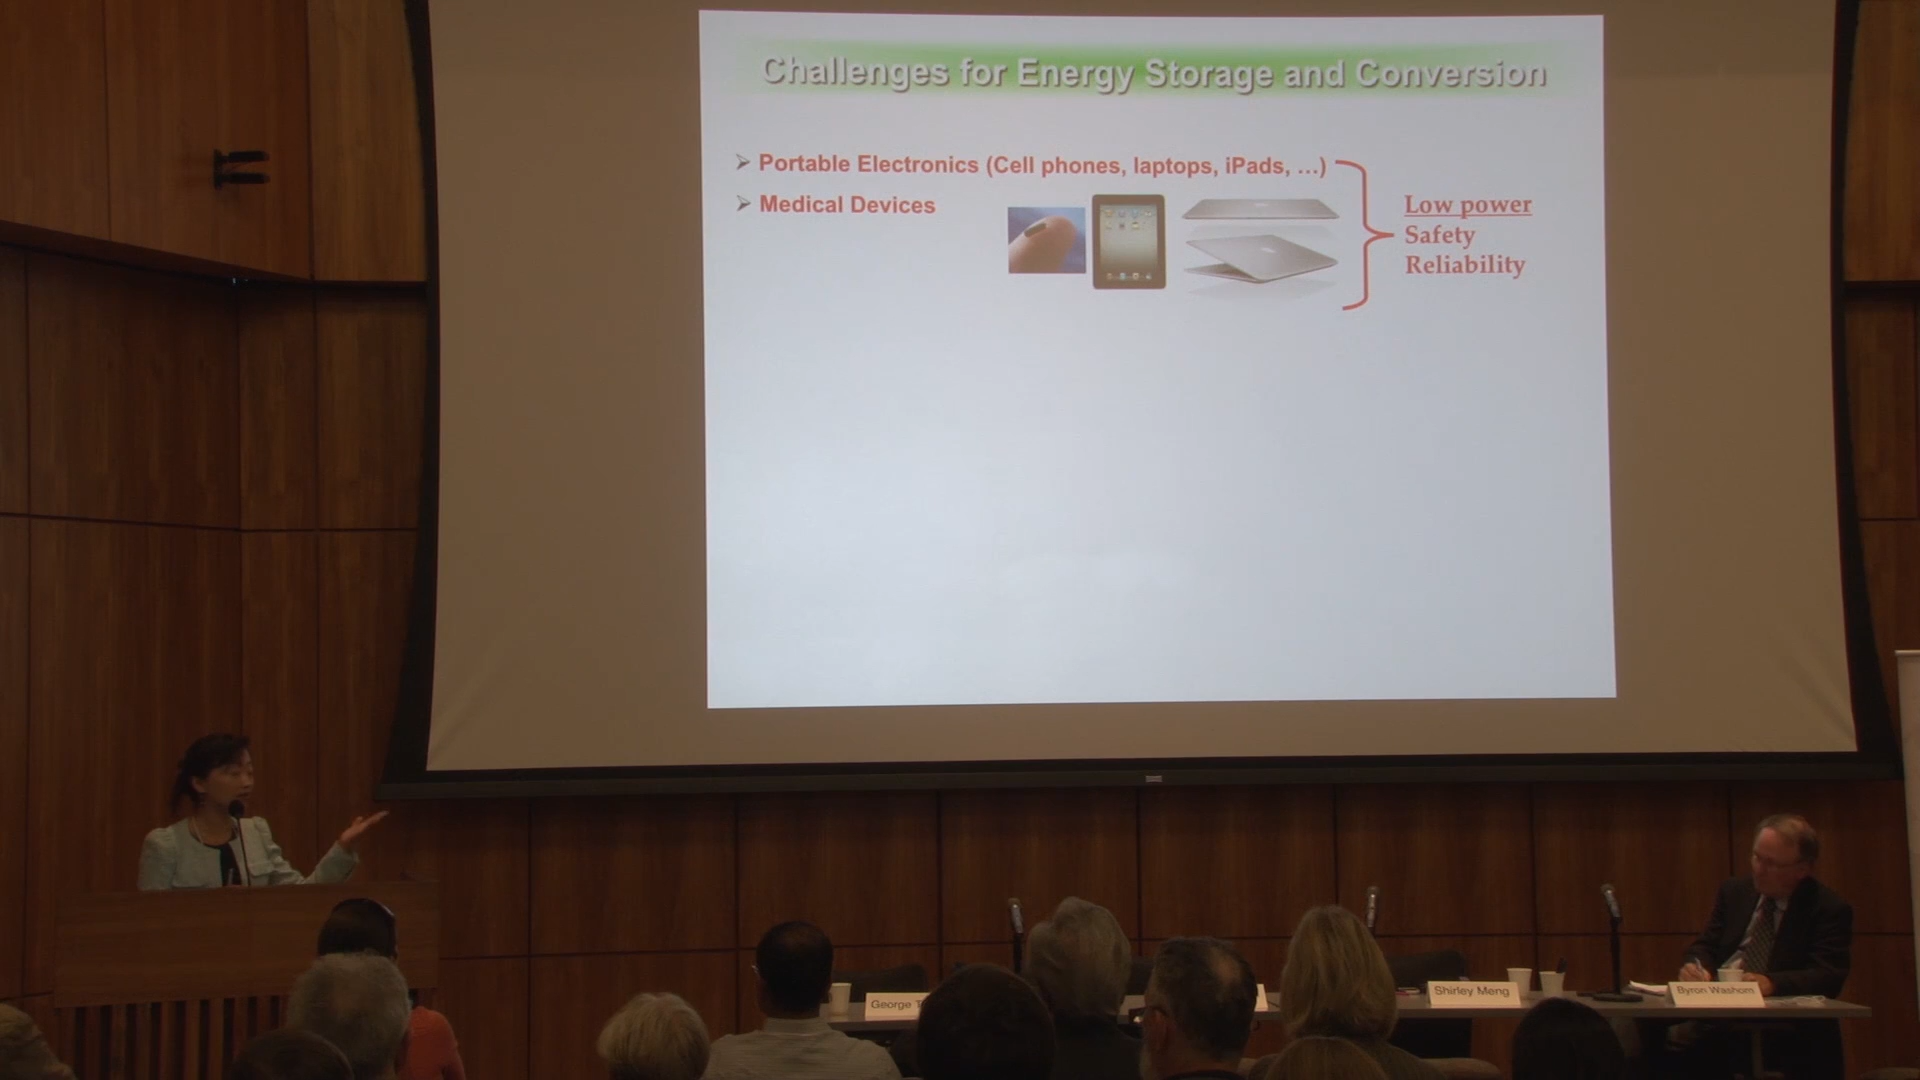 Challenges for Energy Storage and Conversion
Portable Electronics (Cell phones, laptops, iPads, ...)
Medical Devices
Low power
Safety
Reliability
George
Shirley Meng
Byron Washom